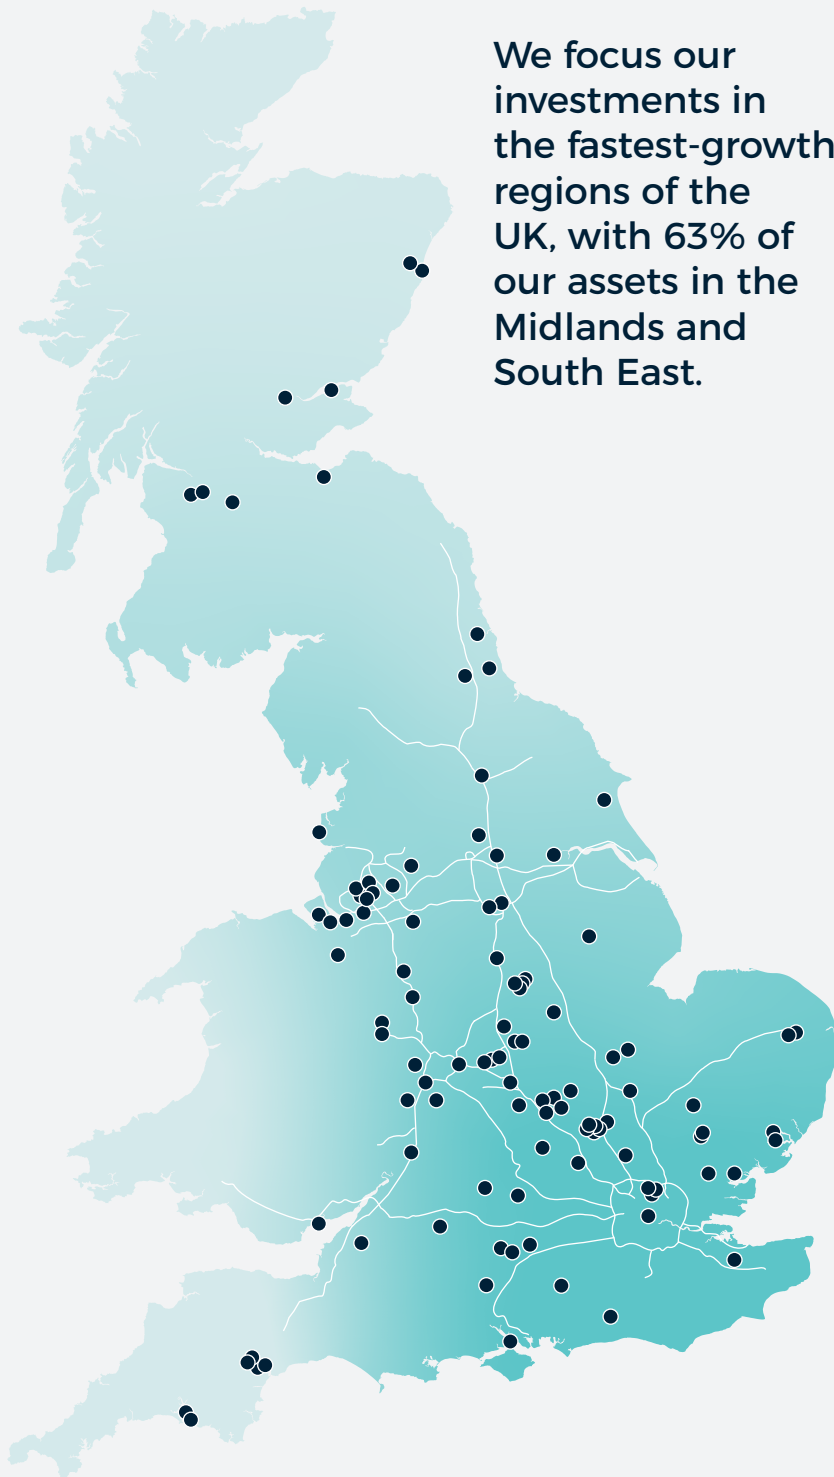 We focus our
investments in
the fastest-growth
regions of the
UK, with 63% of
our assets in the
Midlands and
South East.